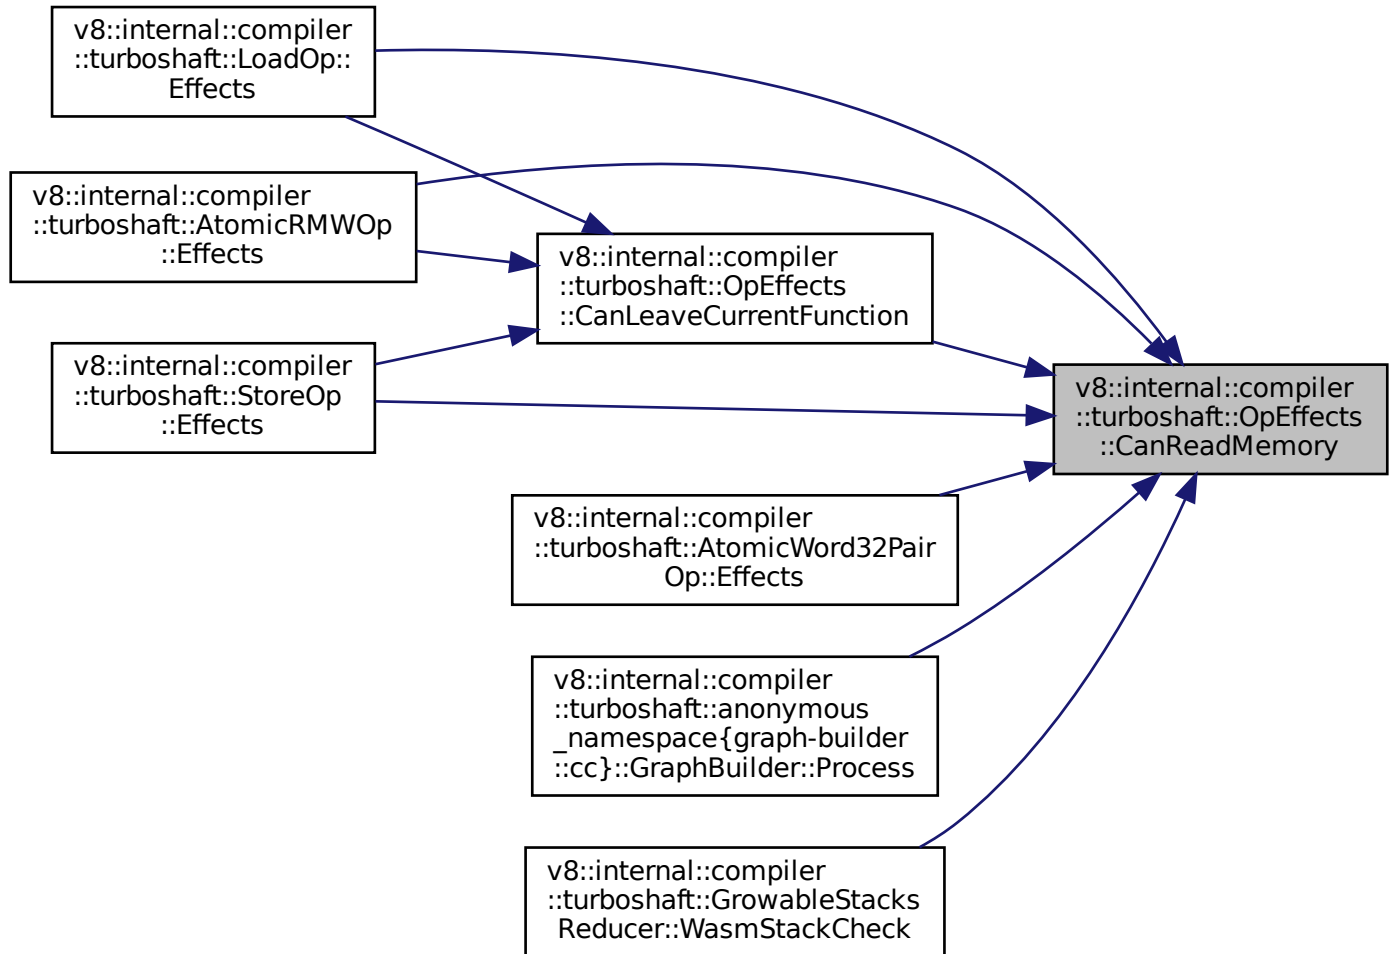 v8::internal::compiler
::turboshaft::LoadOp::
Effects
v8::internal::compiler
::turboshaft::AtomicRMWOp
::Effects
v8::internal::compiler
::turboshaft::OpEffects
::CanLeaveCurrentFunction
v8::internal::compiler
::turboshaft::StoreOp
::Effects
v8::internal::compiler
::turboshaft::OpEffects
::CanReadMemory
v8::internal::compiler
::turboshaft::AtomicWord32Pair
Op::Effects
v8::internal::compiler
::turboshaft::anonymous
_namespace{graph-builder
::cc}::GraphBuilder::Process
v8::internal::compiler
::turboshaft::GrowableStacks
Reducer::WasmStackCheck